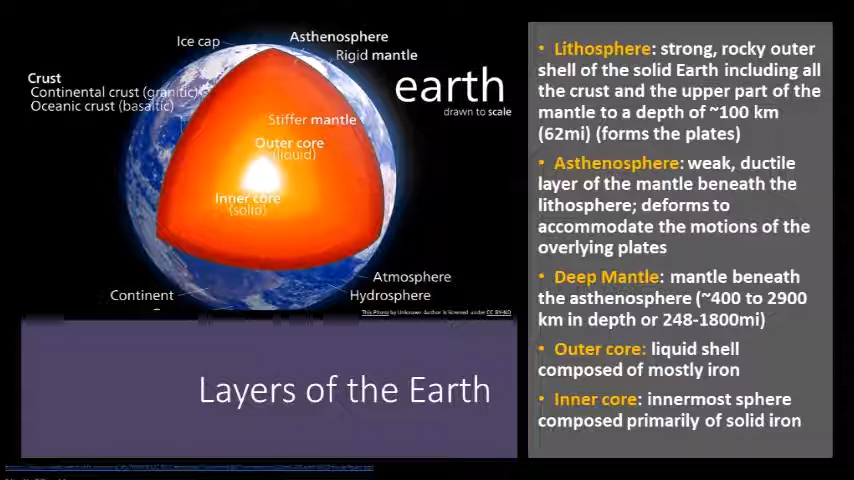 Ice cap
Asthenosphere
Rigid mantle
Crust
Continental crust (granitic)
Oceanic crust (basaltic)
earth
drawn to scale
Stiffer mantle
Outer core
(liquid)
Inner core
(solid)
Atmosphere
Continent
Hydrosphere
This Photo by Unknown Author is licensed under CC BY-ND
Layers of the Earth
• Lithosphere: strong, rocky outer
shell of the solid Earth including all
the crust and the upper part of the
mantle to a depth of ~100 km
(62mi) (forms the plates)
• Asthenosphere: weak, ductile
layer of the mantle beneath the
lithosphere; deforms to
accommodate the motions of the
overlying plates
• Deep Mantle: mantle beneath
the asthenosphere (~400 to 2900
km in depth or 248-1800mi)
• Outer core: liquid shell
composed of mostly iron
• Inner core: innermost sphere
composed primarily of solid iron